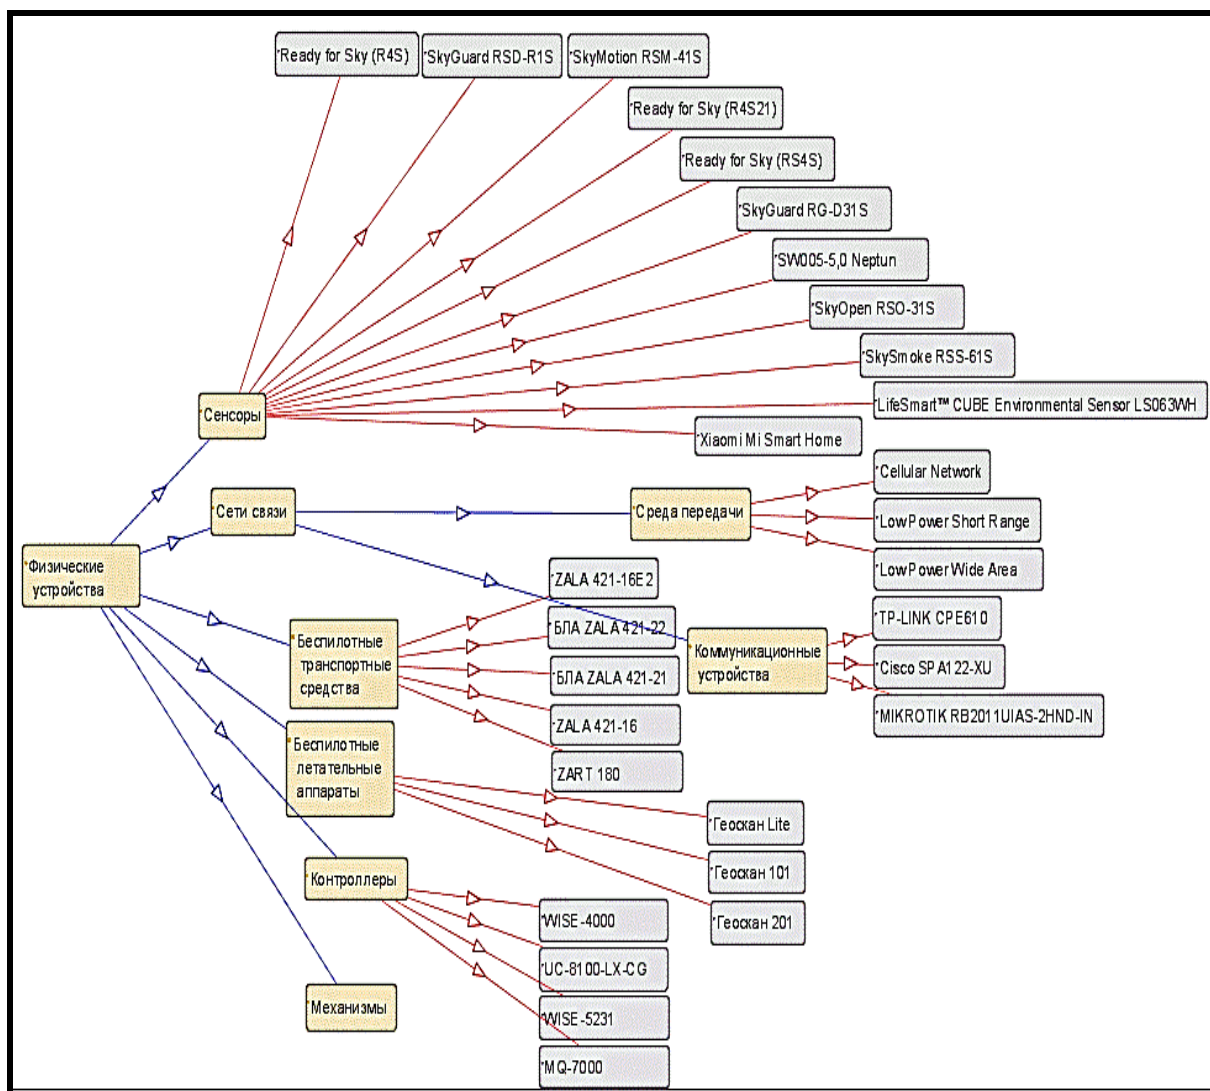 Ready for Sky (R4S)
SkyGuard RSD-R1S
SkyMotion RSM-41S
Ready for Sky (R4S21)
Ready for Sky (RS4S)
SkyGuard RG-D31S
SW005-5,0 Neptun
SkyOpen RSO-31S
SkySmoke RSS-61S
LifeSmart™ CUBE Environmental Sensor LS063WH
Сенсоры
Xiaomi Mi Smart Home
Cellular Network
Сети связи
Среда передачи
Low Power Short Range
Физические
устройства
Low Power Wide Area
ZALA 421-16E2
БЛА ZALA 421-22
БЛА ZALA 421-21
ZALA 421-16
ZART 180
Беспилотные
транспортные
средства
Коммуникационные
устройства
TP-LINK CPE610
Cisco SPA122-XU
MIKROTIK RB2011UIAS-2HND-IN
Беспилотные
летательные
аппараты
Геоскан Lite
Геоскан 101
Геоскан 201
Контроллеры
WISE-4000
UC-8100-LX-CG
WISE-5231
MQ-7000
Механизмы